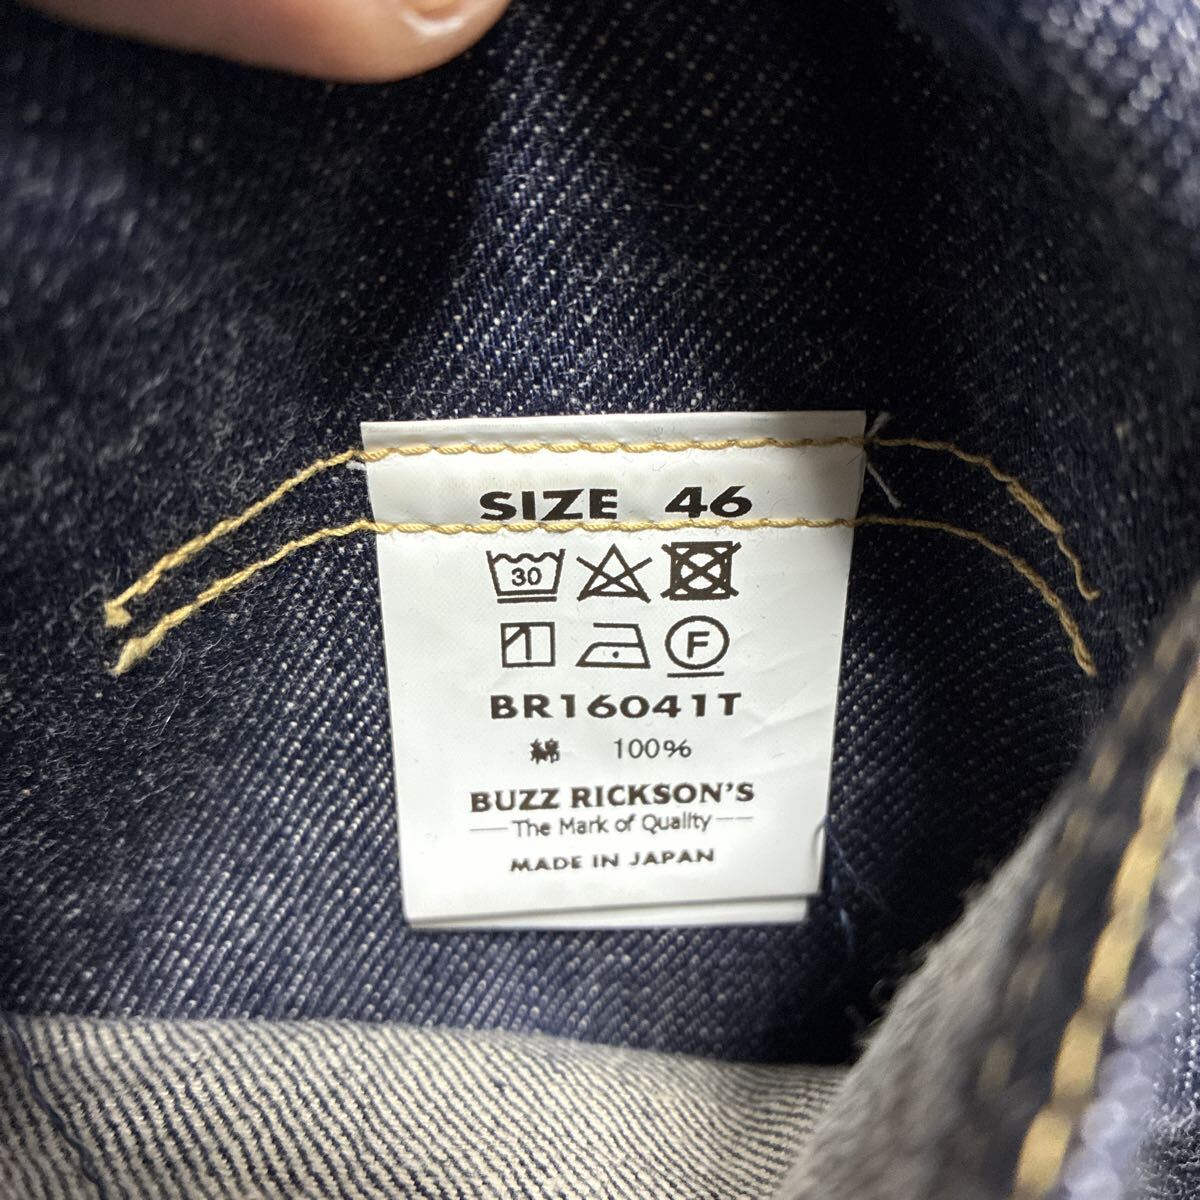 SIZE 46
30
F
BR16041T
綿 100%
BUZZ RICKSON'S
The Mark of Quality
MADE IN JAPAN